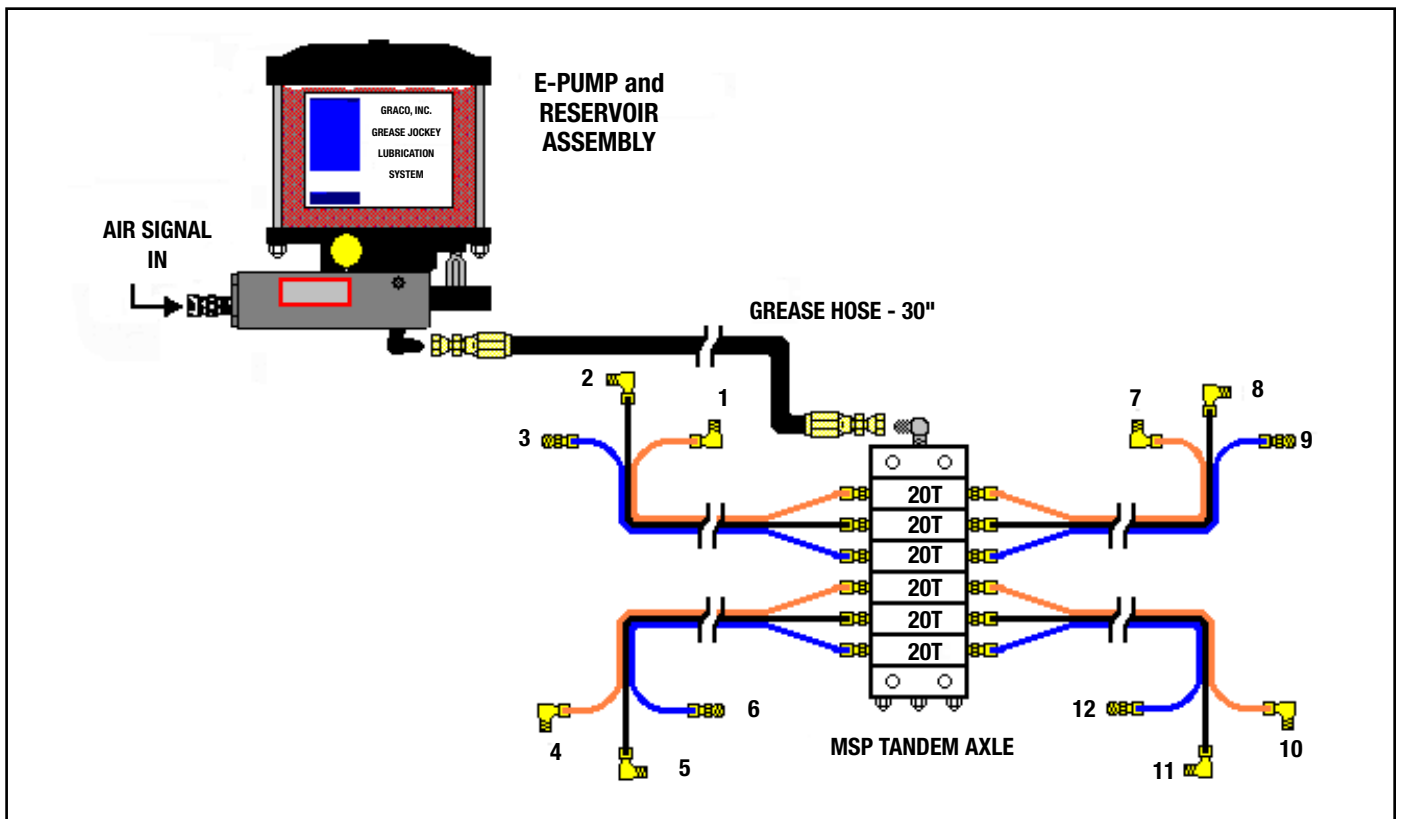 E-PUMP and
RESERVOIR
ASSEMBLY
GRACO, INC.
GREASE JOCKEY
LUBRICATION
SYSTEM
AIR SIGNAL
IN
GREASE HOSE - 30"
2
1
3
7
8
9
20T
20T
20T
20T
20T
20T
4
5
6
12
11
10
MSP TANDEM AXLE